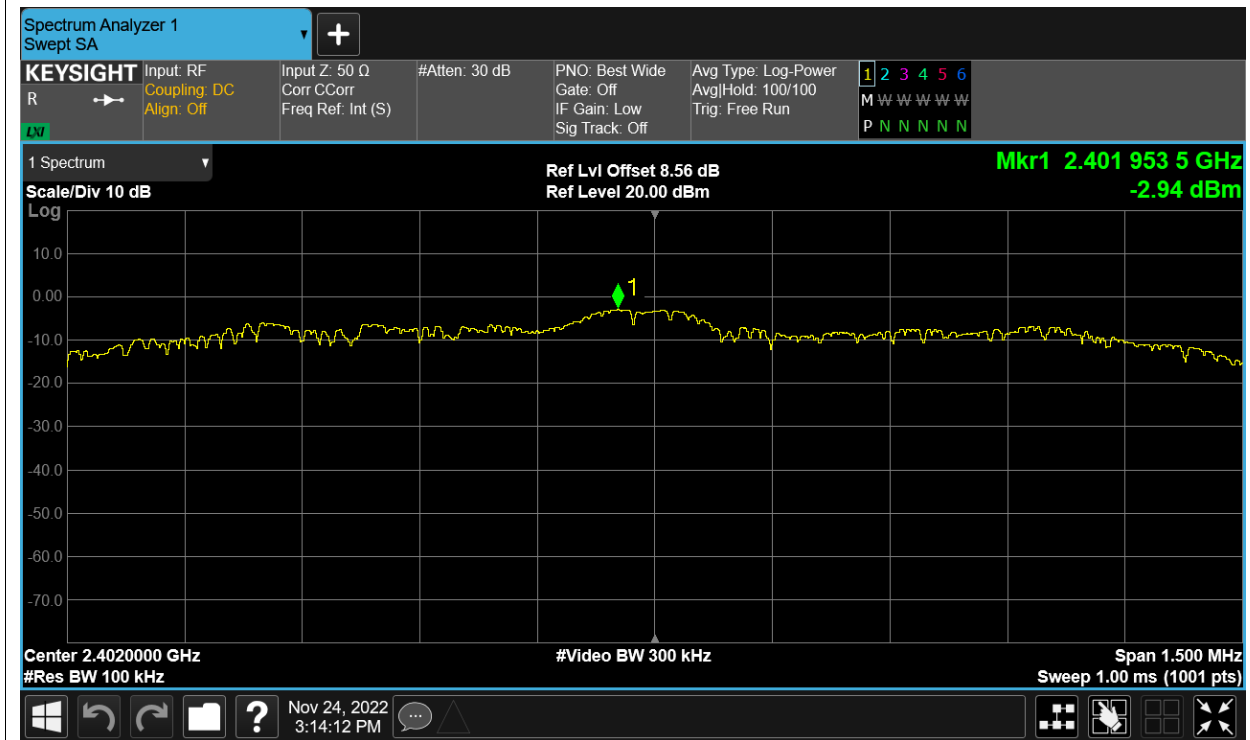 Spectrum Analyzer 1
Swept SA
KEYSIGHT
R
LXI
Input: RF
Coupling: DC
Align: Off
Input Z: 50 Ω
Corr CCorr
Freq Ref: Int (S)
#Atten: 30 dB
PNO: Best Wide
Gate: Off
IF Gain: Low
Sig Track: Off
Avg Type: Log-Power
Avg|Hold: 100/100
Trig: Free Run
1 2 3 4 5 6
M W W W W W
P N N N N N
1 Spectrum
Scale/Div 10 dB
Log
Ref Lvl Offset 8.56 dB
Ref Level 20.00 dBm
Mkr1 2.401 953 5 GHz
-2.94 dBm
10.0
0.00
-10.0
-20.0
-30.0
-40.0
-50.0
-60.0
-70.0
1
Center 2.4020000 GHz
#Res BW 100 kHz
#Video BW 300 kHz
Span 1.500 MHz
Sweep 1.00 ms (1001 pts)
?
Nov 24, 2022
3:14:12 PM